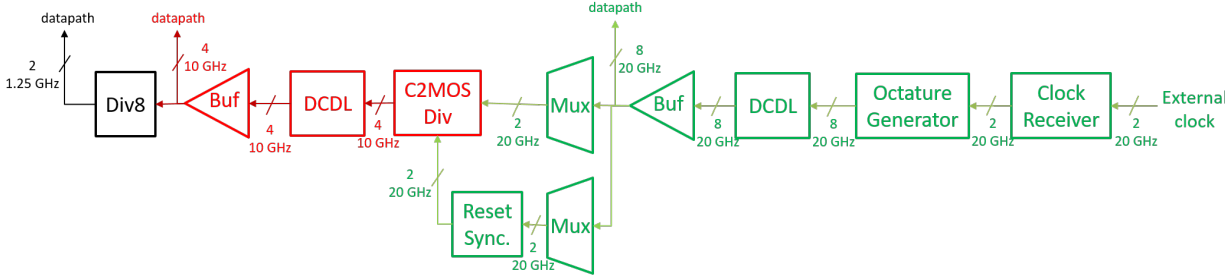 datapath
datapath
datapath
2
1.25 GHz
4
10 GHz
8
20 GHz
Div8
Buf
4
10 GHz
DCDL
4
10 GHz
C2MOS
Div
2
20 GHz
Mux
Buf
8
20 GHz
DCDL
8
20 GHz
Octature
Generator
2
20 GHz
Clock
Receiver
2
20 GHz
External
clock
2
20 GHz
Reset
Sync.
2
20 GHz
Mux